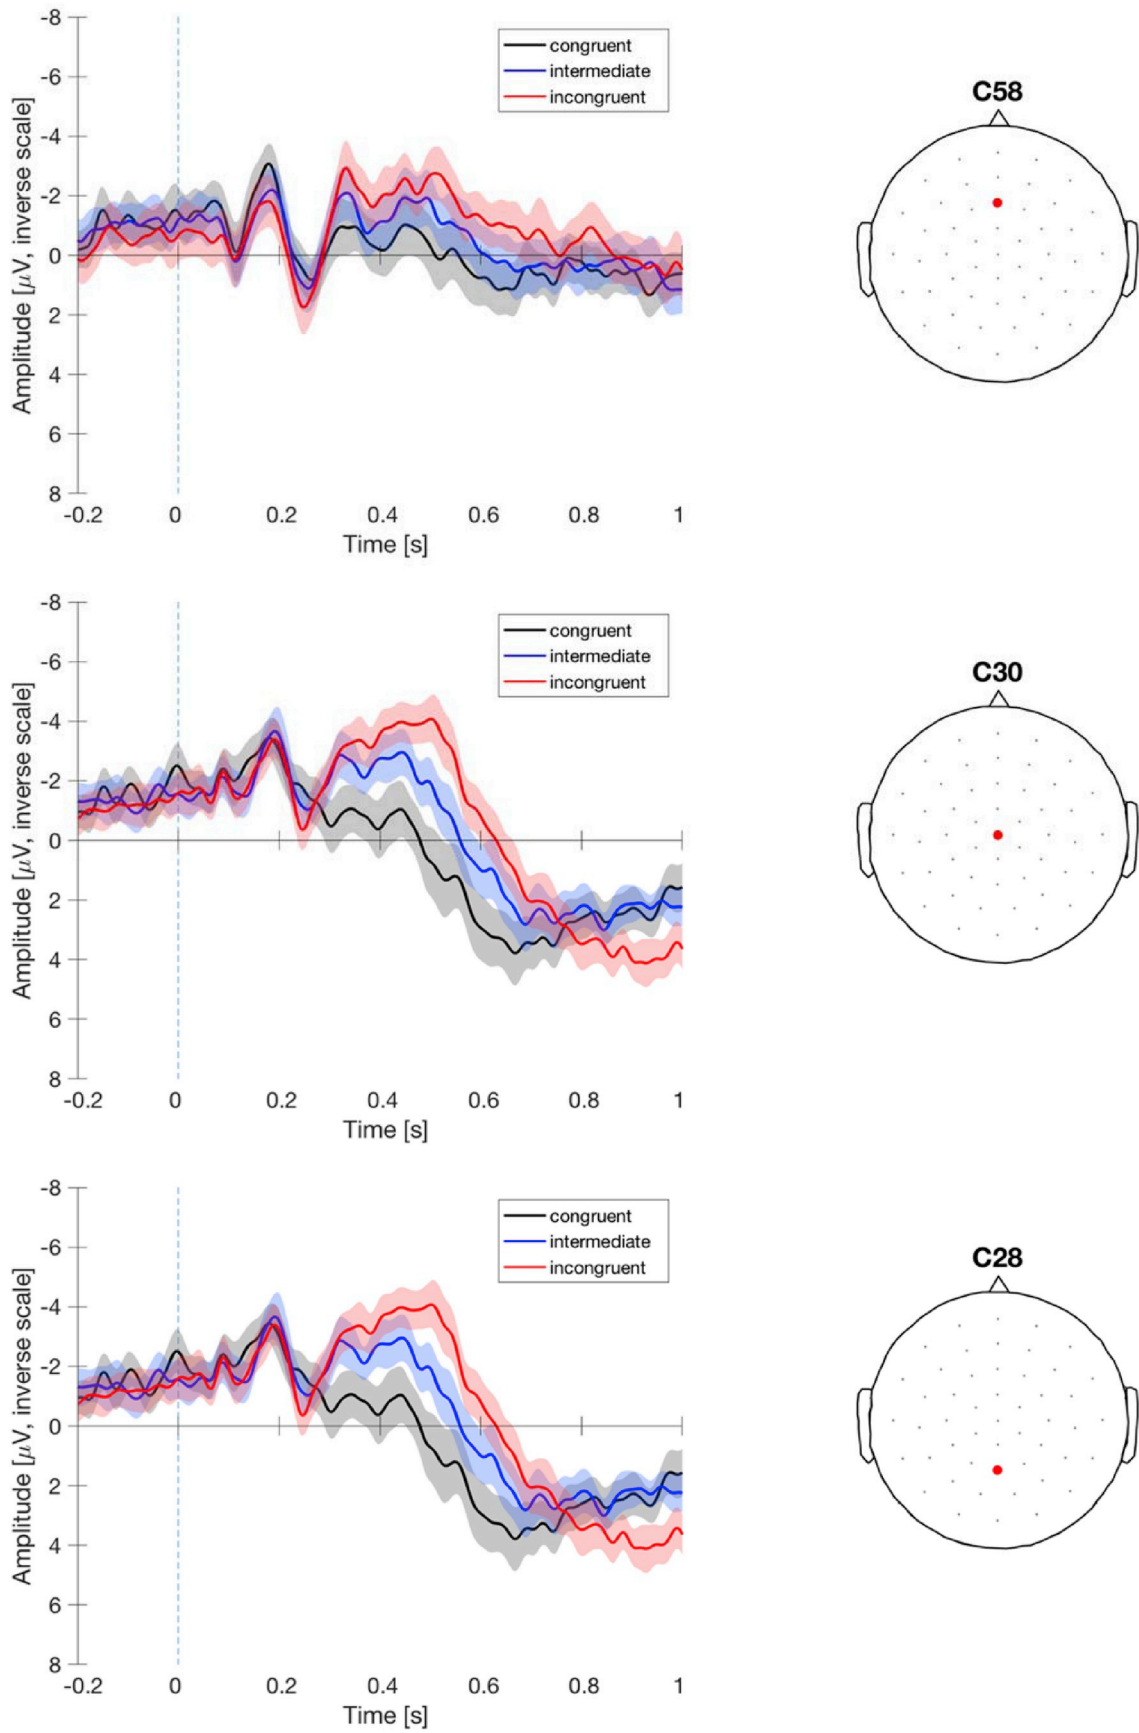 -8
-6
-4
-2
0
2
4
6
8
Amplitude [μV, inverse scale]
congruent
intermediate
incongruent
-0.2 0 0.2 0.4 0.6 0.8 1
Time [s]
C58
-8
-6
-4
-2
0
2
4
6
8
Amplitude [μV, inverse scale]
congruent
intermediate
incongruent
-0.2 0 0.2 0.4 0.6 0.8 1
Time [s]
C30
-8
-6
-4
-2
0
2
4
6
8
Amplitude [μV, inverse scale]
congruent
intermediate
incongruent
-0.2 0 0.2 0.4 0.6 0.8 1
Time [s]
C28